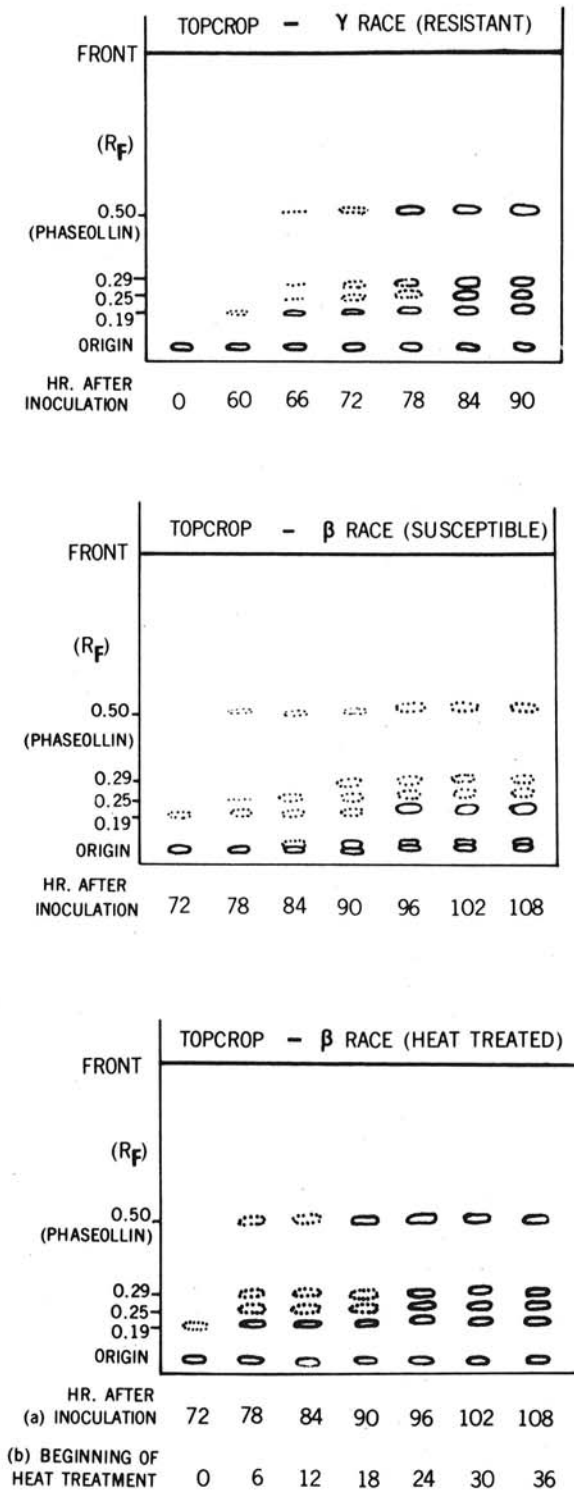 TOPCROP – γ RACE (RESISTANT)
FRONT
(RF)
0.50
(PHASEOLLIN)
0.29
0.25
0.19
ORIGIN
HR. AFTER
INOCULATION 0 60 66 72 78 84 90
TOPCROP – β RACE (SUSCEPTIBLE)
FRONT
(RF)
0.50
(PHASEOLLIN)
0.29
0.25
0.19
ORIGIN
HR. AFTER
INOCULATION 72 78 84 90 96 102 108
TOPCROP – β RACE (HEAT TREATED)
FRONT
(RF)
0.50
(PHASEOLLIN)
0.29
0.25
0.19
ORIGIN
HR. AFTER
(a) INOCULATION 72 78 84 90 96 102 108
(b) BEGINNING OF
HEAT TREATMENT 0 6 12 18 24 30 36